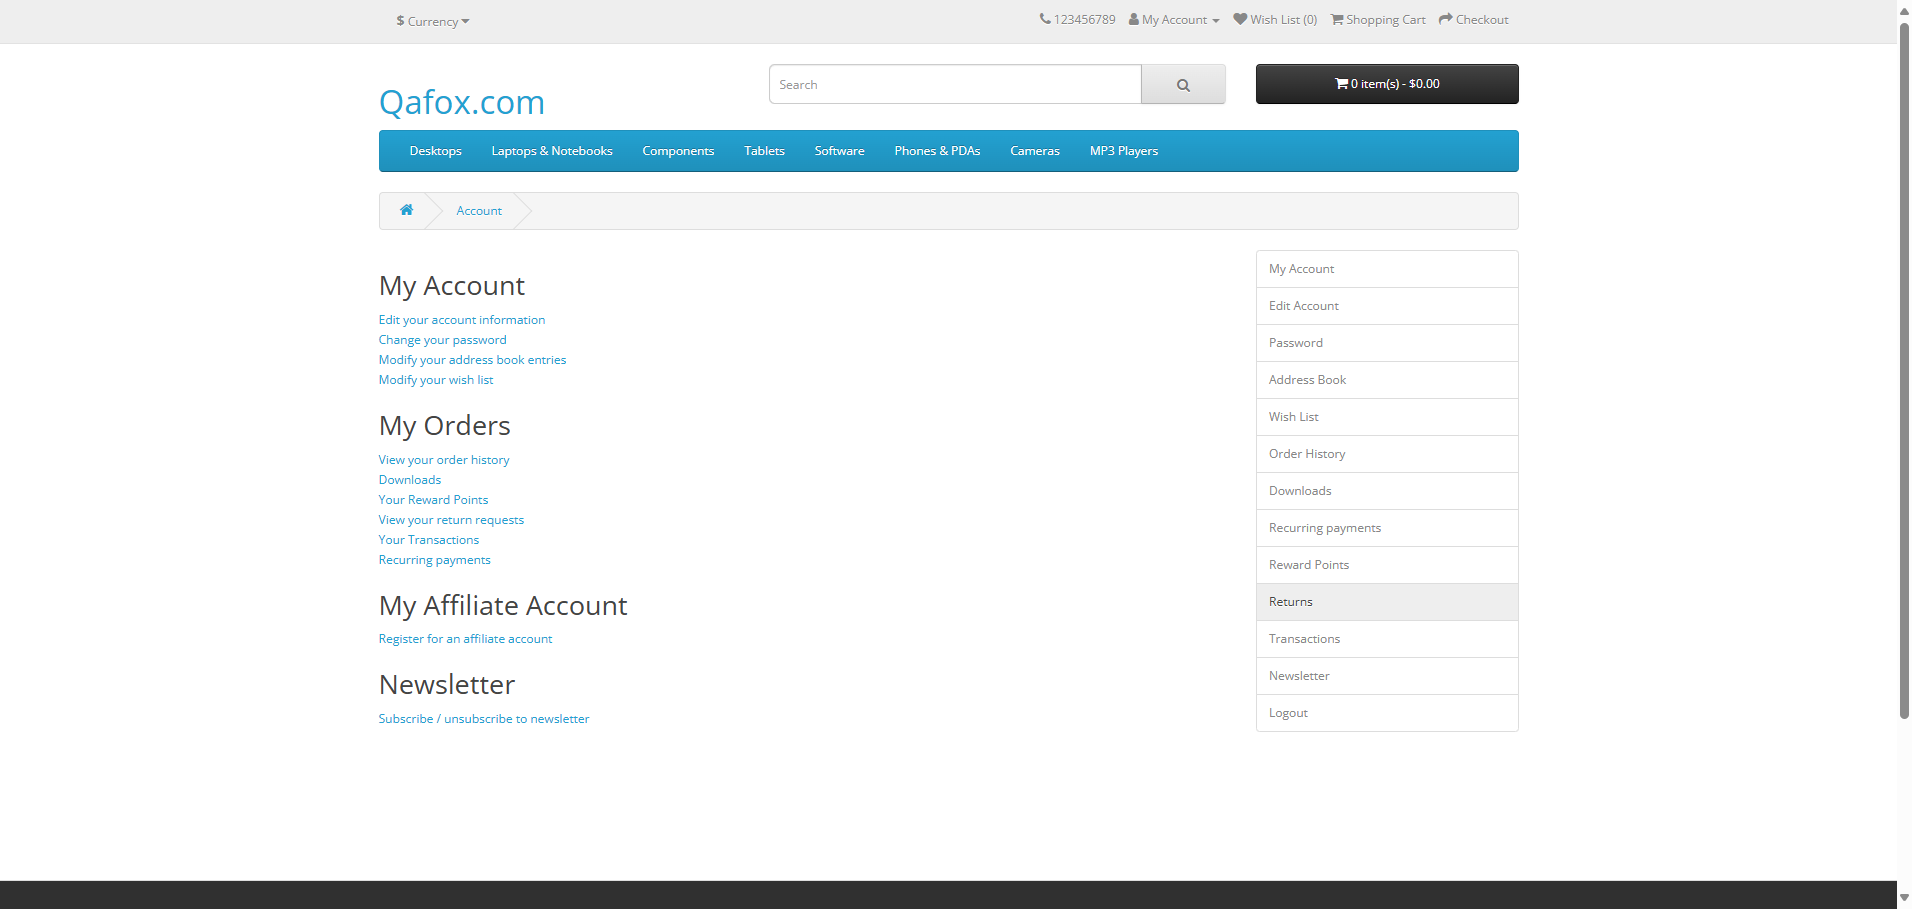 $ Currency
123456789 My Account Wish List (0) Shopping Cart Checkout
Qafox.com
Search
0 item(s) - $0.00
Desktops Laptops & Notebooks Components Tablets Software Phones & PDAs Cameras MP3 Players
Account
My Account
Edit your account information
Change your password
Modify your address book entries
Modify your wish list
My Orders
View your order history
Downloads
Your Reward Points
View your return requests
Your Transactions
Recurring payments
My Affiliate Account
Register for an affiliate account
Newsletter
Subscribe / unsubscribe to newsletter
My Account
Edit Account
Password
Address Book
Wish List
Order History
Downloads
Recurring payments
Reward Points
Returns
Transactions
Newsletter
Logout